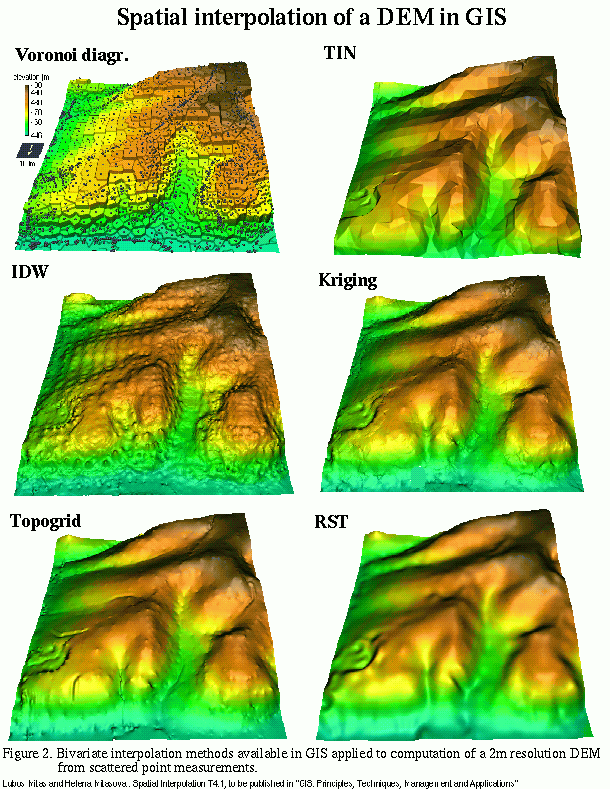 Spatial interpolation of a DEM in GIS
Voronoi diagr.
TIN
elevation [m
IDW
Kriging
Topogrid
RST
Figure 2. Bivariate interpolation methods available in GIS applied to computation of a 2m resolution DEM
from scattered point measurements.
Lubos Mitas and Helena Mitasova: Spatial Interpolation T4.1, to be published in "GIS: Principles, Techniques, Management and Applications"